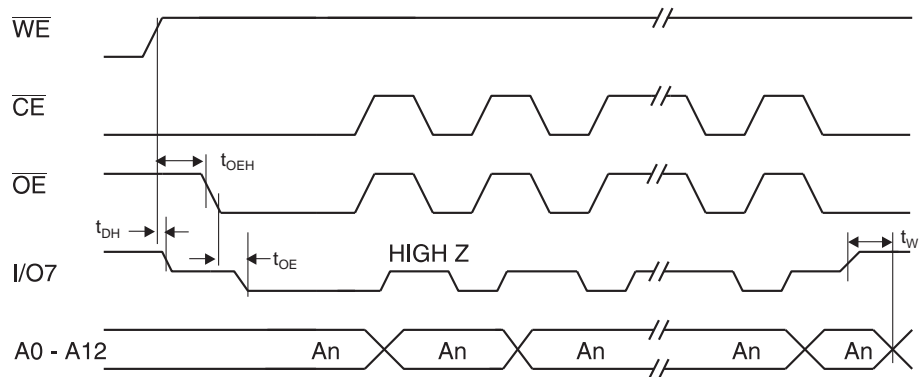 WE
CE
tOEH
OE
tDH
tOE
HIGH Z
tW
I/O7
A0 - A12
An An An An An